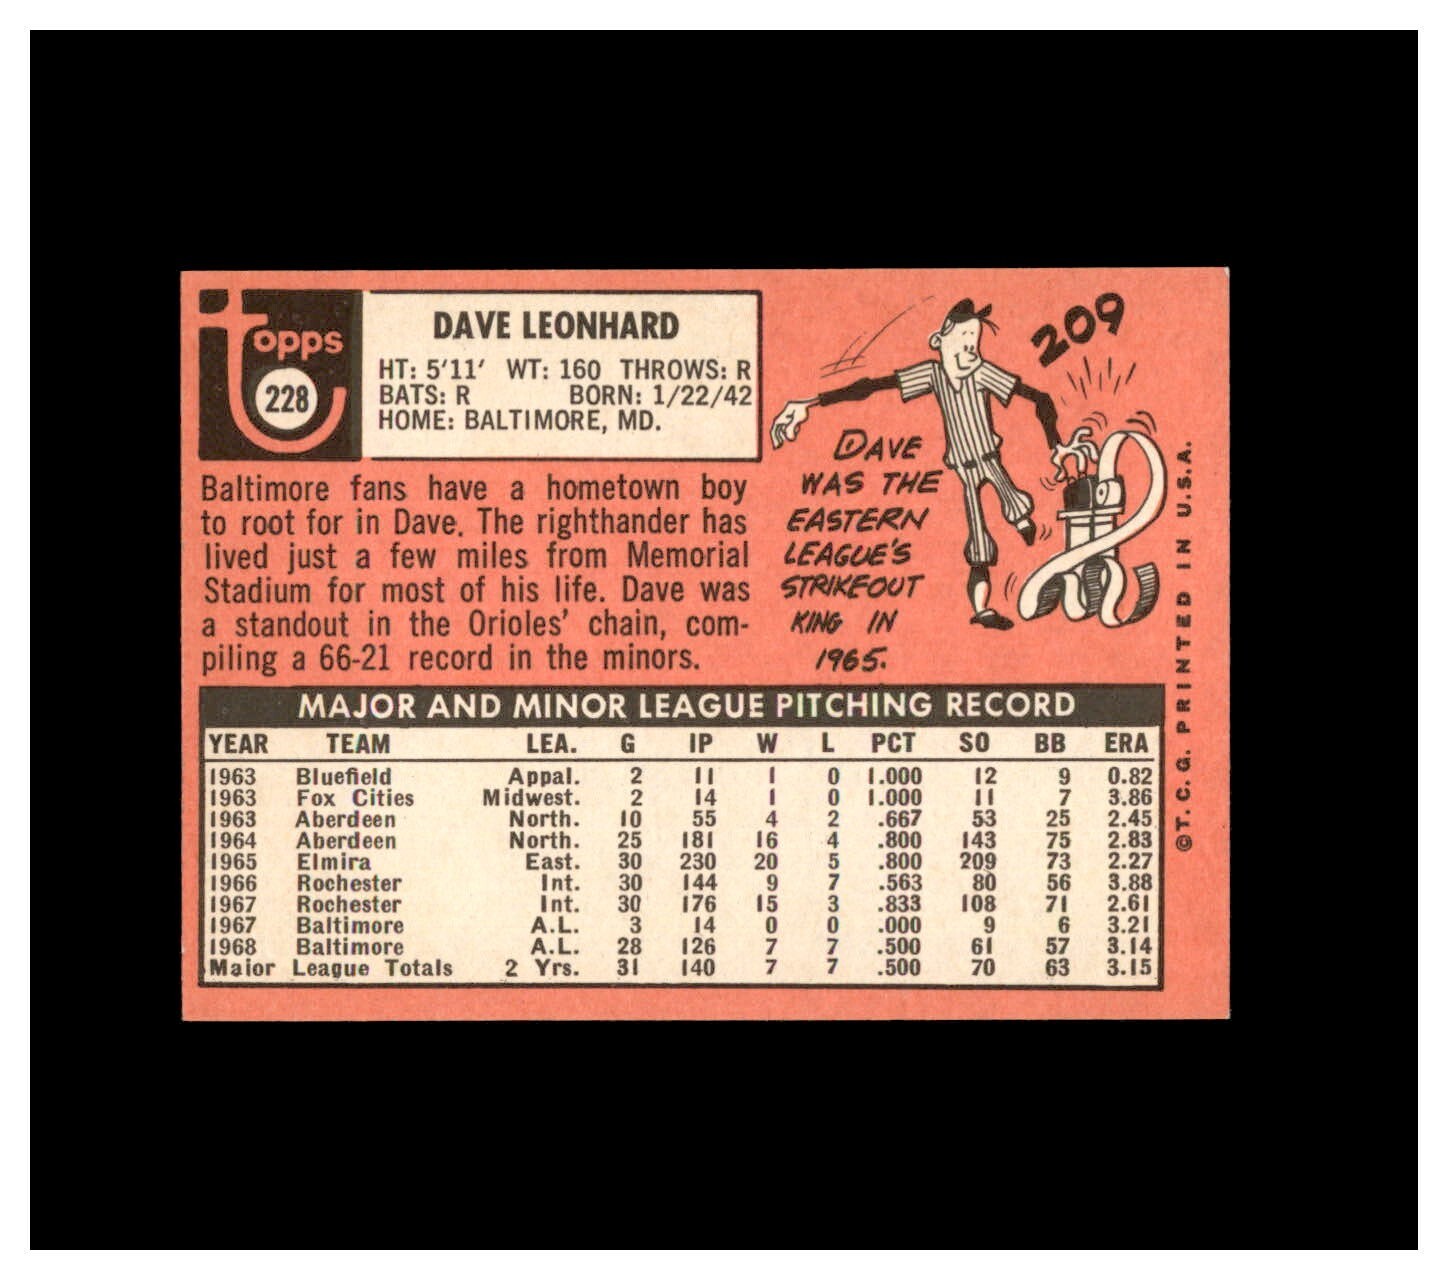 Topps
228
DAVE LEONHARD
HT: 5'11' WT: 160 THROWS: R
BATS: R BORN: 1/22/42
HOME: BALTIMORE, MD.
Baltimore fans have a hometown boy
to root for in Dave. The righthander has
lived just a few miles from Memorial
Stadium for most of his life. Dave was
a standout in the Orioles' chain, com-
piling a 66-21 record in the minors.
209
DAVE
WAS THE
EASTERN
LEAGUE'S
STRIKEOUT
KING IN
1965.
MAJOR AND MINOR LEAGUE PITCHING RECORD
YEAR TEAM LEA. G IP W L PCT SO BB ERA
1963 Bluefield Appal. 2 11 1 0 1.000 12 9 0.82
1963 Fox Cities Midwest. 2 14 1 0 1.000 11 7 3.86
1963 Aberdeen North. 10 55 4 2 .667 53 25 2.45
1964 Aberdeen North. 25 181 16 4 .800 143 75 2.83
1965 Elmira East. 30 230 20 5 .800 209 73 2.27
1966 Rochester Int. 30 144 9 7 .563 80 56 3.88
1967 Rochester Int. 30 176 15 3 .833 108 71 2.61
1967 Baltimore A.L. 3 14 0 0 .000 9 6 3.21
1968 Baltimore A.L. 28 126 7 7 .500 61 57 3.14
Major League Totals 2 Yrs. 31 140 7 7 .500 70 63 3.15
©T.C.G. PRINTED IN U.S.A.